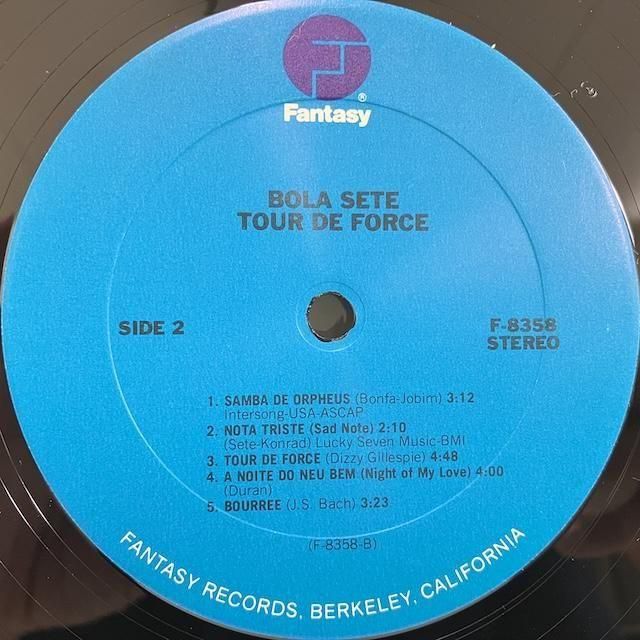 Fantasy ®
BOLA SETE
TOUR DE FORCE
SIDE 2
F-8358
STEREO
1. SAMBA DE ORPHEUS (Bonfa-Jobim) 3:12
Intersong-USA-ASCAP
2. NOTA TRISTE (Sad Note) 2:10
(Sete-Konrad) Lucky Seven Music-BMI
3. TOUR DE FORCE (Dizzy Gillespie) 4:48
4. A NOITE DO NEU BEM (Night of My Love) 4:00
(Duran)
5. BOURREE (J.S. Bach) 3:23
(F-8358-B)
FANTASY RECORDS, BERKELEY, CALIFORNIA